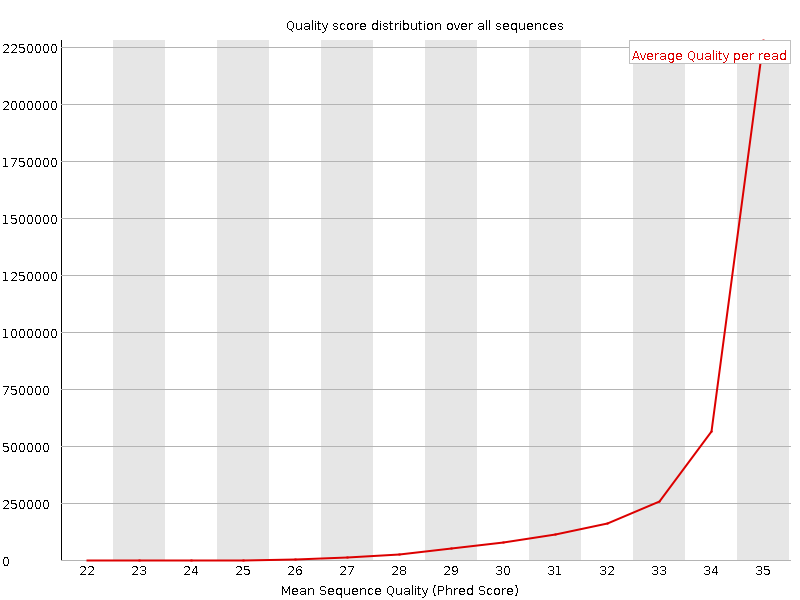 Quality score distribution over all sequences
Average Quality per read
2250000
2000000
1750000
1500000
1250000
1000000
750000
500000
250000
0
22 23 24 25 26 27 28 29 30 31 32 33 34 35
Mean Sequence Quality (Phred Score)